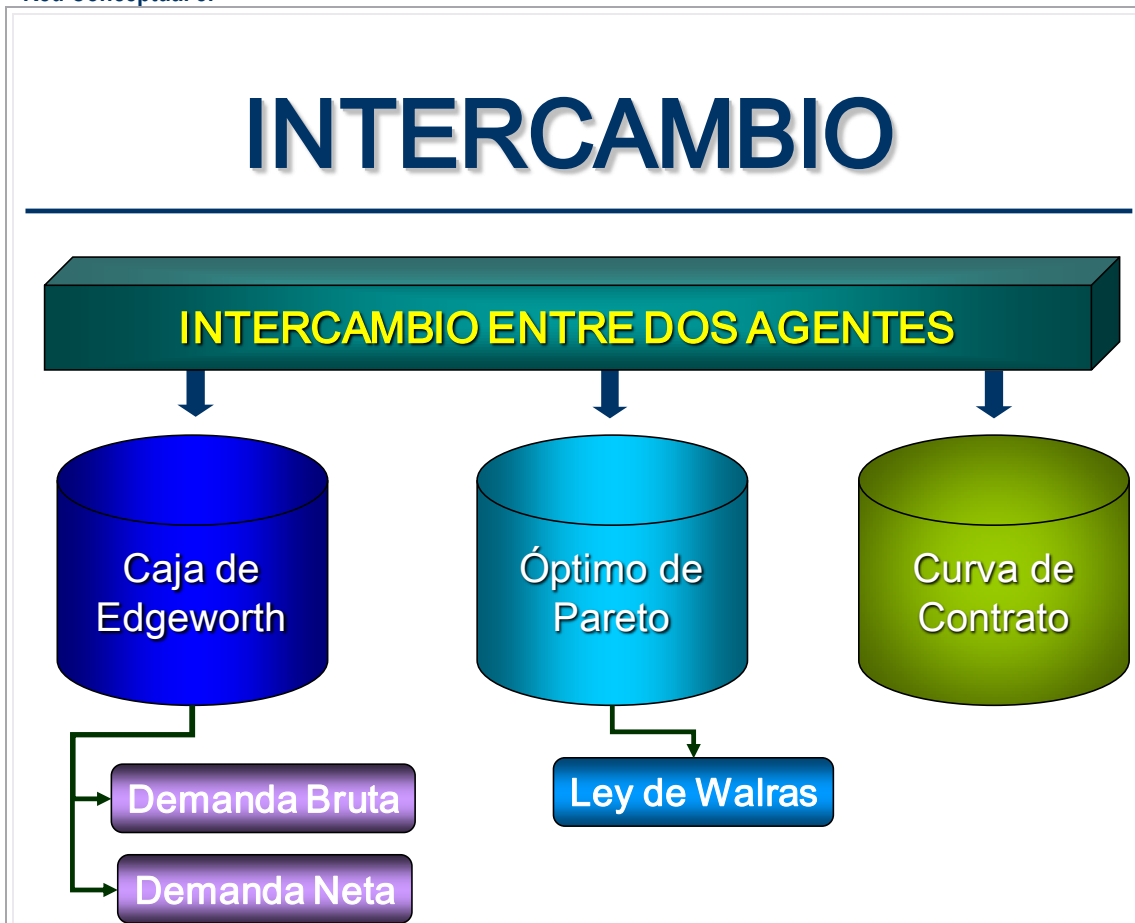 INTERCAMBIO
INTERCAMBIO ENTRE DOS AGENTES
Caja de
Edgeworth
Óptimo de
Pareto
Curva de
Contrato
Demanda Bruta
Ley de Walras
Demanda Neta